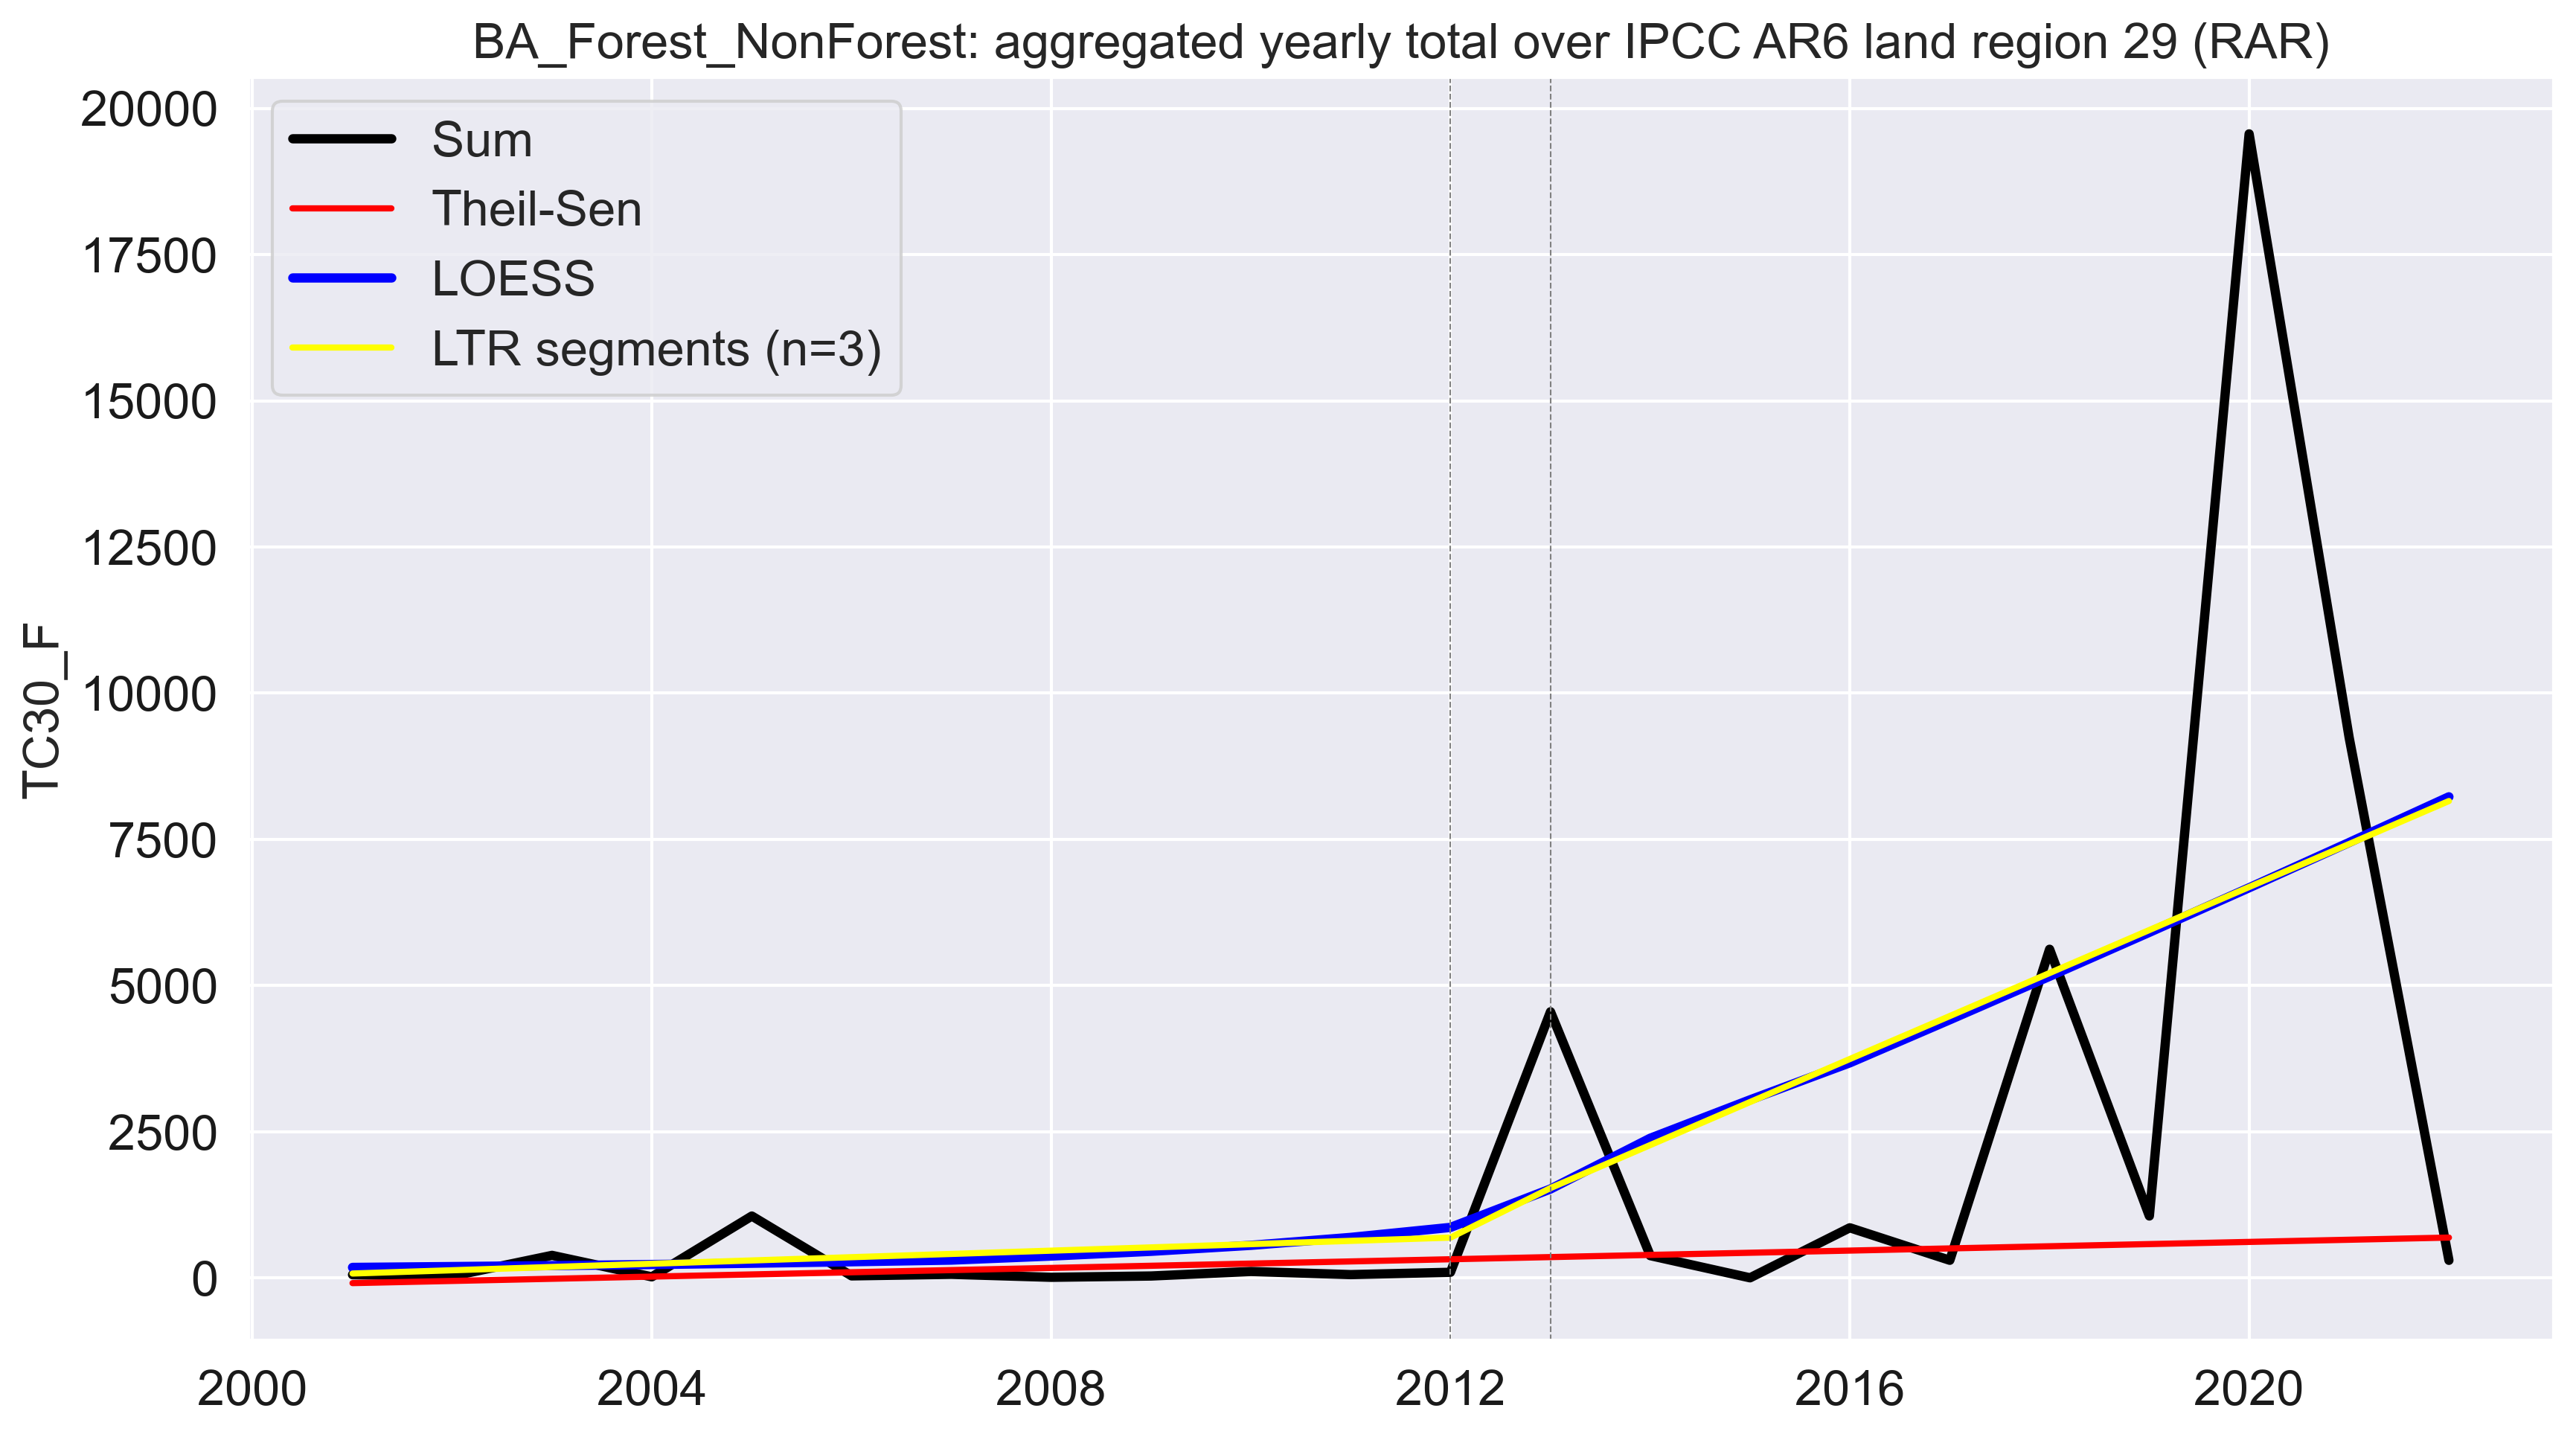 BA_Forest_NonForest: aggregated yearly total over IPCC AR6 land region 29 (RAR)
Sum
Theil-Sen
LOESS
LTR segments (n=3)
TC30_F
20000
17500
15000
12500
10000
7500
5000
2500
0
2000 2004 2008 2012 2016 2020